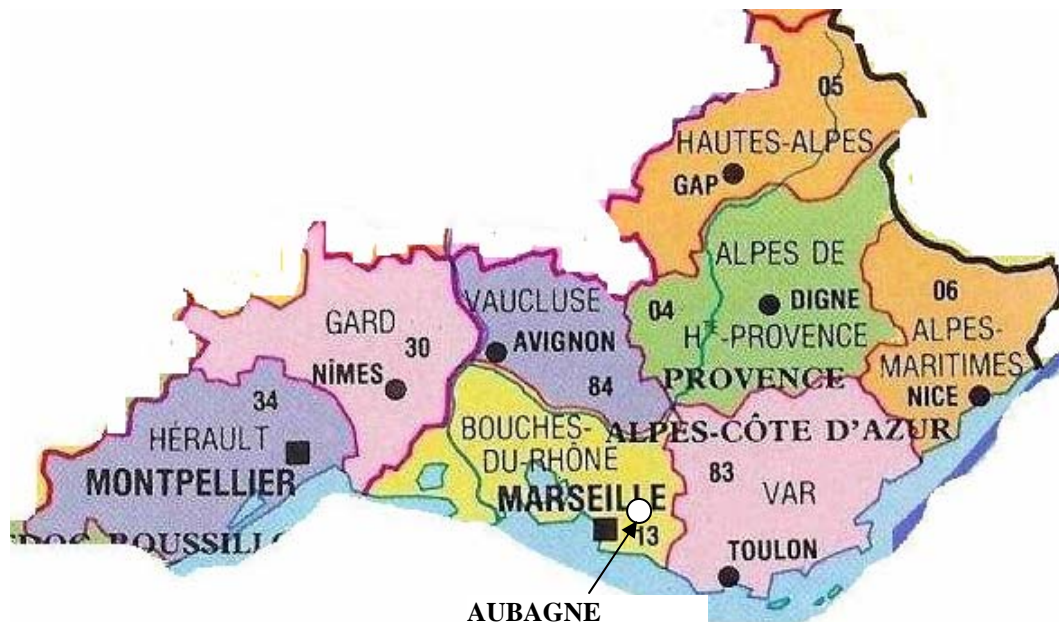 05
HAUTES-ALPES
GAP
ALPES DE
04
DIGNE
Hte-PROVENCE
06
ALPES-
MARITIMES
NICE
VAUCLUSE
AVIGNON
84
GARD
30
NÎMES
34
HÉRAULT
MONTPELLIER
PROVENCE
ALPES-CÔTE D'AZUR
BOUCHES-
DU-RHÔNE
MARSEILLE
13
83
VAR
TOULON
ROUSSILL
AUBAGNE